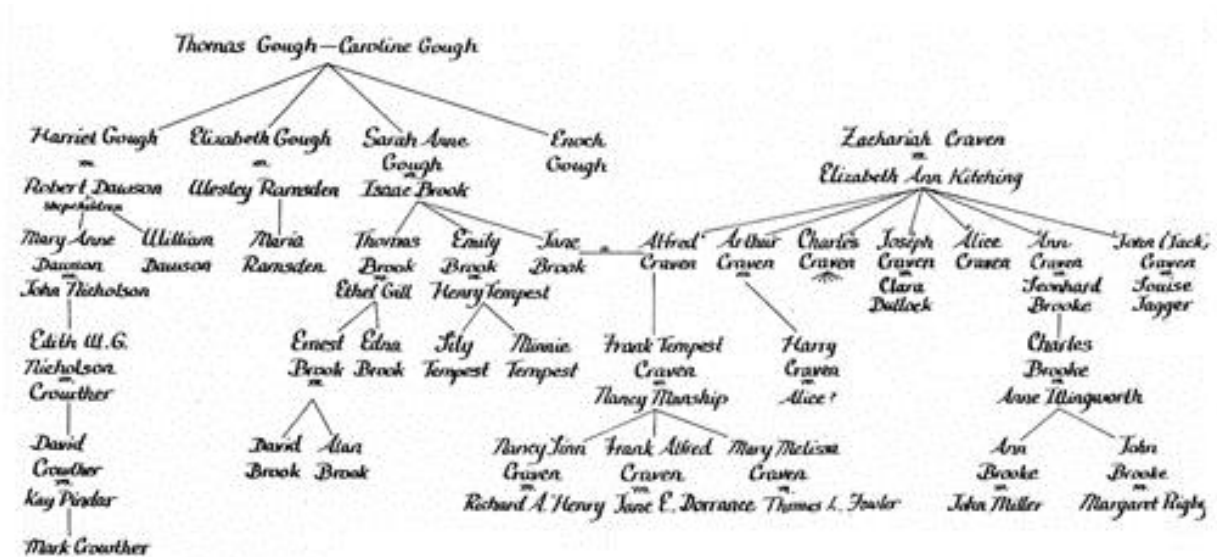 Thomas Gough — Caroline Gough
Harriet Gough Elizabeth Gough Sarah Anne Enoch Zachariah Craven
Gough Gough m
Robert Dawson Wesley Ramsden Isaac Brook Elizabeth Ann Kitching
Stepchildren
Mary Anne William Maria Thomas Emily Jane m Alfred Arthur Charles Joseph Alice Ann John (Jack)
Dawson Dawson Ramsden Brook Brook Brook Craven Craven Craven Craven Craven Craven Craven
John Nicholson Ethel Gill Henry Tempest Clara Leonhard Louise
Brooke Jagger
Edith W.G. Ernest Edna Lily Minnie Frank Tempest Harry Charles
Nicholson Brook Brook Tempest Tempest Craven Craven Brooke
Crowther Nancy Manship Alice? Anne Illingworth
David David Alan Nancy Frank Alfred Mary Ann John
Crowther Brook Brook Craven Craven Craven Brooke Brooke
Kay Pindar Richard A. Henry Jane E. Dorrance Thomas L. Fowler John Miller Margaret Rigby
Mark Crowther